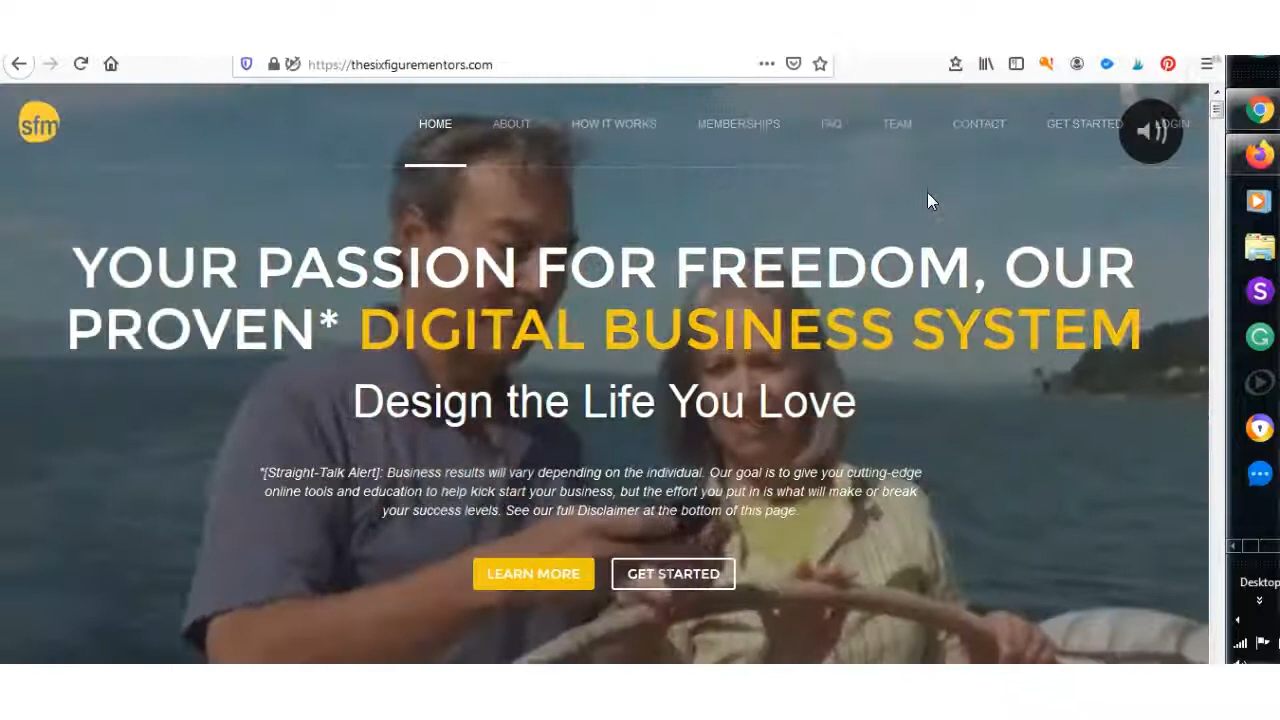 https://thesixfigurementors.com
sfm
HOME
ABOUT
HOW IT WORKS
MEMBERSHIPS
FAQ
TEAM
CONTACT
GET STARTED
LOGIN
YOUR PASSION FOR FREEDOM, OUR
PROVEN* DIGITAL BUSINESS SYSTEM
Design the Life You Love
*[Straight-Talk Alert]: Business results will vary depending on the individual. Our goal is to give you cutting-edge
online tools and education to help kick start your business, but the effort you put in is what will make or break
your success levels. See our full Disclaimer at the bottom of this page.
LEARN MORE
GET STARTED
S
G
Desktop